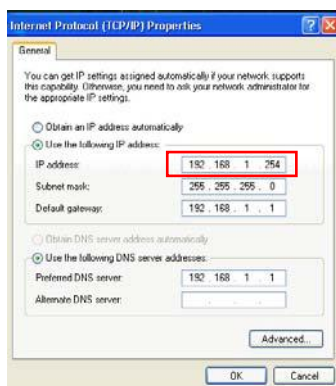 Internet Protocol (TCP/IP) Properties
General
You can get IP settings assigned automatically if your network supports
this capability. Otherwise, you need to ask your network administrator for
the appropriate IP settings.
Obtain an IP address automatically
Use the following IP address:
IP address: 192 . 168 . 1 . 254
Subnet mask: 255 . 255 . 255 . 0
Default gateway: 192 . 168 . 1 . 1
Obtain DNS server address automatically
Use the following DNS server addresses:
Preferred DNS server: 192 . 168 . 1 . 1
Alternate DNS server: . . .
Advanced...
OK Cancel